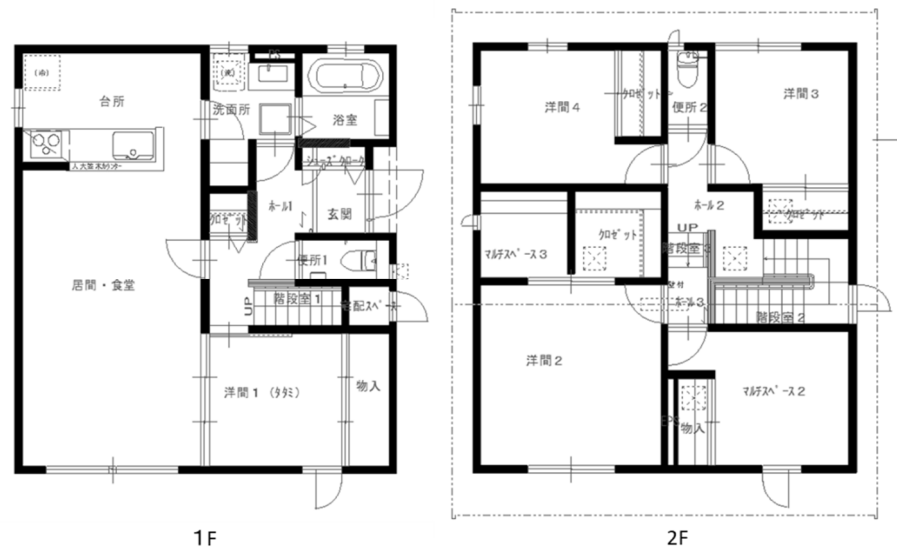 (冷)
台所
(洗)
PS
洗面所
浴室
シューズクローク
ホール1
玄関
クロゼット
便所1
居間・食堂
UP
階段室1
宅配スペース
洋間1 (タタミ)
物入
1F
洋間4
クロゼット
便所2
洋間3
ホール2
クロゼット
マルチスペース3
クロゼット
UP
階段室3
ホール3
階段室2
洋間2
マルチスペース2
物入
2F